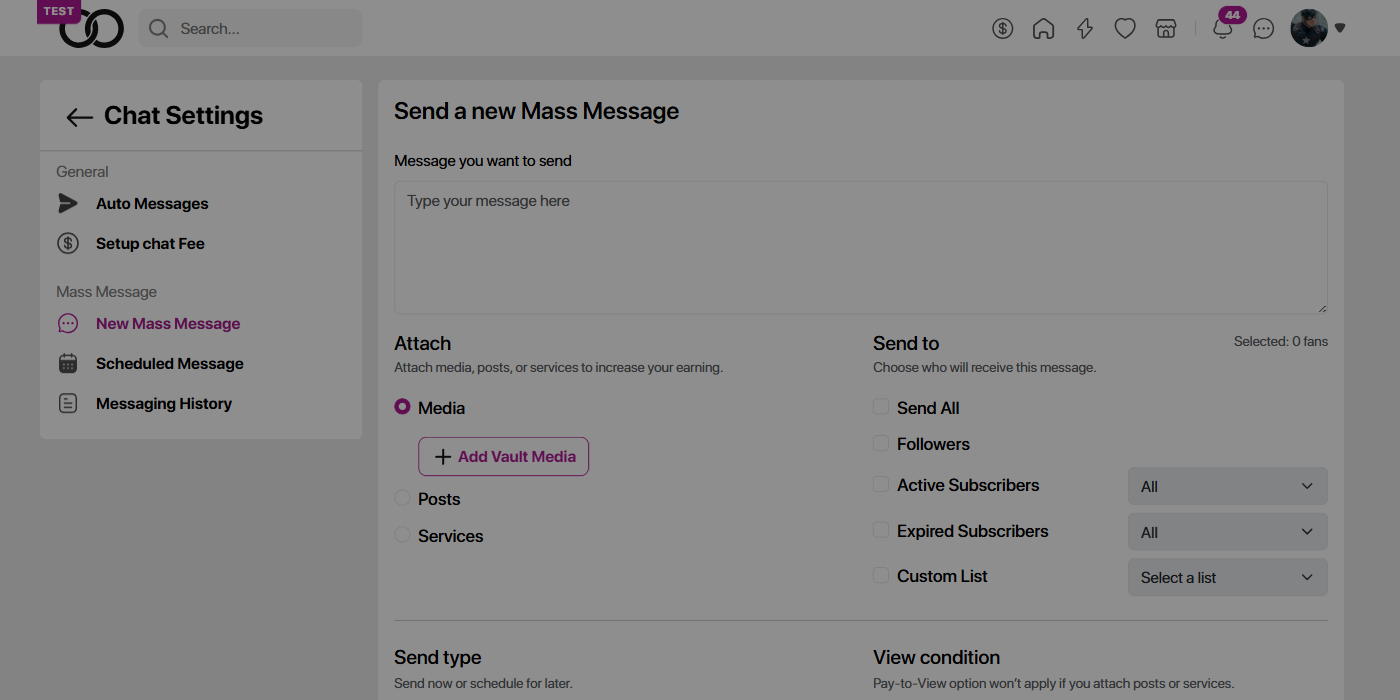 TEST
Search...
44
Chat Settings
General
Auto Messages
Setup chat Fee
Mass Message
New Mass Message
Scheduled Message
Messaging History
Send a new Mass Message
Message you want to send
Type your message here
Attach
Attach media, posts, or services to increase your earning.
Media
Add Vault Media
Posts
Services
Send to
Selected: 0 fans
Choose who will receive this message.
Send All
Followers
Active Subscribers
All
Expired Subscribers
All
Custom List
Select a list
Send type
Send now or schedule for later.
View condition
Pay-to-View option won't apply if you attach posts or services.